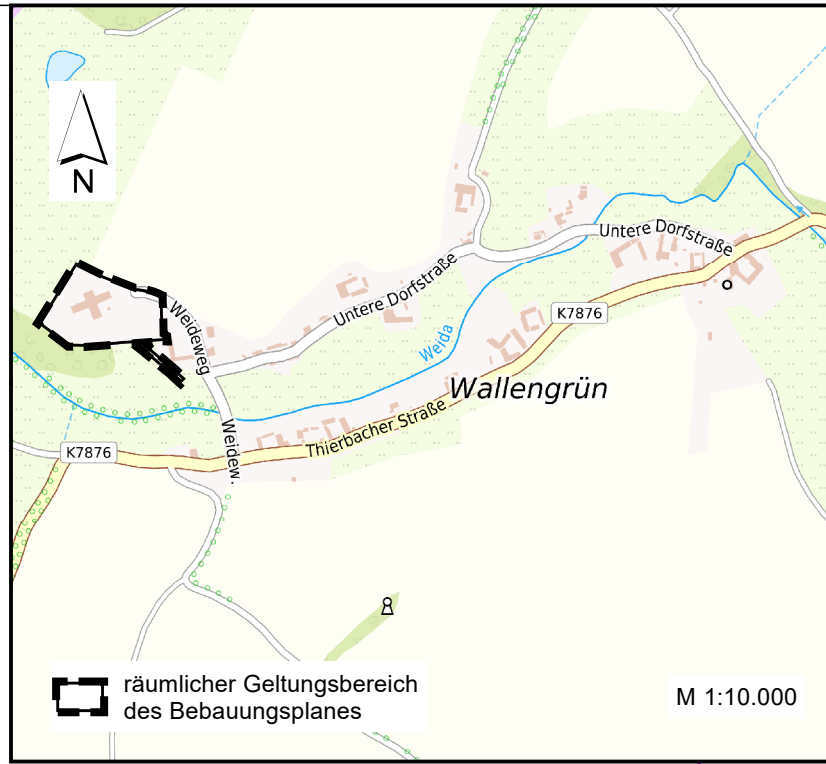 N
Untere Dorfstraße
Untere Dorfstraße
Weideweg
K7876
Weida
Wallengrün
Thierbacher Straße
Weidew.
K7876
räumlicher Geltungsbereich
des Bebauungsplanes
M 1:10.000